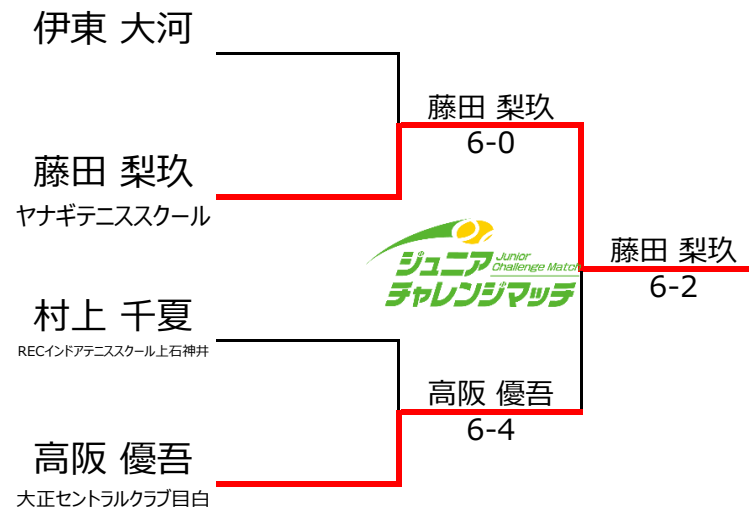 伊東 大河
藤田 梨玖
6-0
藤田 梨玖
ヤナギテニススクール
Junior
Challenge Match
ジュニア
チャレンジマッチ
藤田 梨玖
6-2
村上 千夏
RECインドアテニススクール上石神井
高阪 優吾
6-4
高阪 優吾
大正セントラルクラブ目白